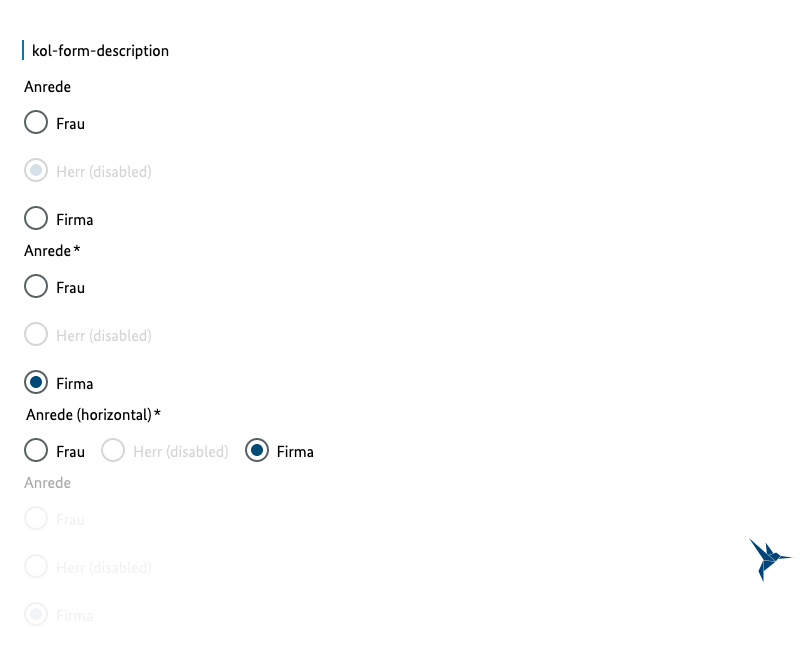 kol-form-description
Anrede
Frau
Herr (disabled)
Firma
Anrede*
Frau
Herr (disabled)
Firma
Anrede (horizontal)*
Frau Herr (disabled) Firma
Anrede
Frau
Herr (disabled)
Firma